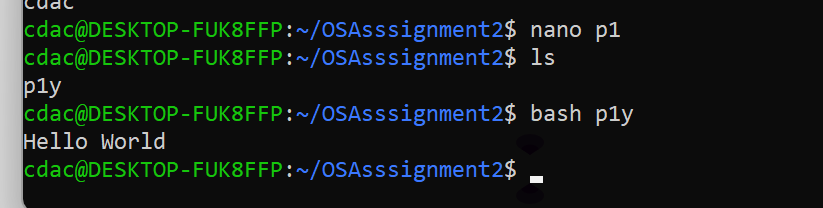 cdac
cdac@DESKTOP-FUK8FFP:~/OSAsssignment2$ nano p1
cdac@DESKTOP-FUK8FFP:~/OSAsssignment2$ ls
p1y
cdac@DESKTOP-FUK8FFP:~/OSAsssignment2$ bash p1y
Hello World
cdac@DESKTOP-FUK8FFP:~/OSAsssignment2$